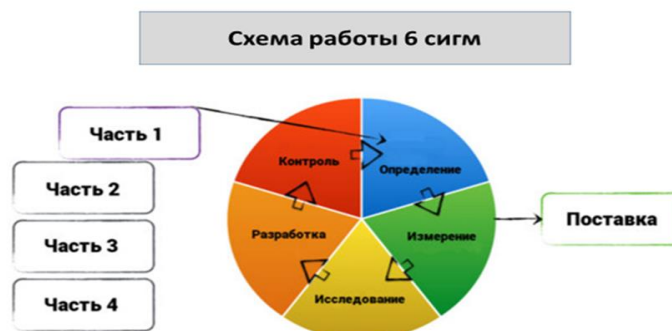 Схема работы 6 сигм
Часть 1
Часть 2
Часть 3
Часть 4
Контроль
Определение
Разработка
Измерение
Исследование
Поставка